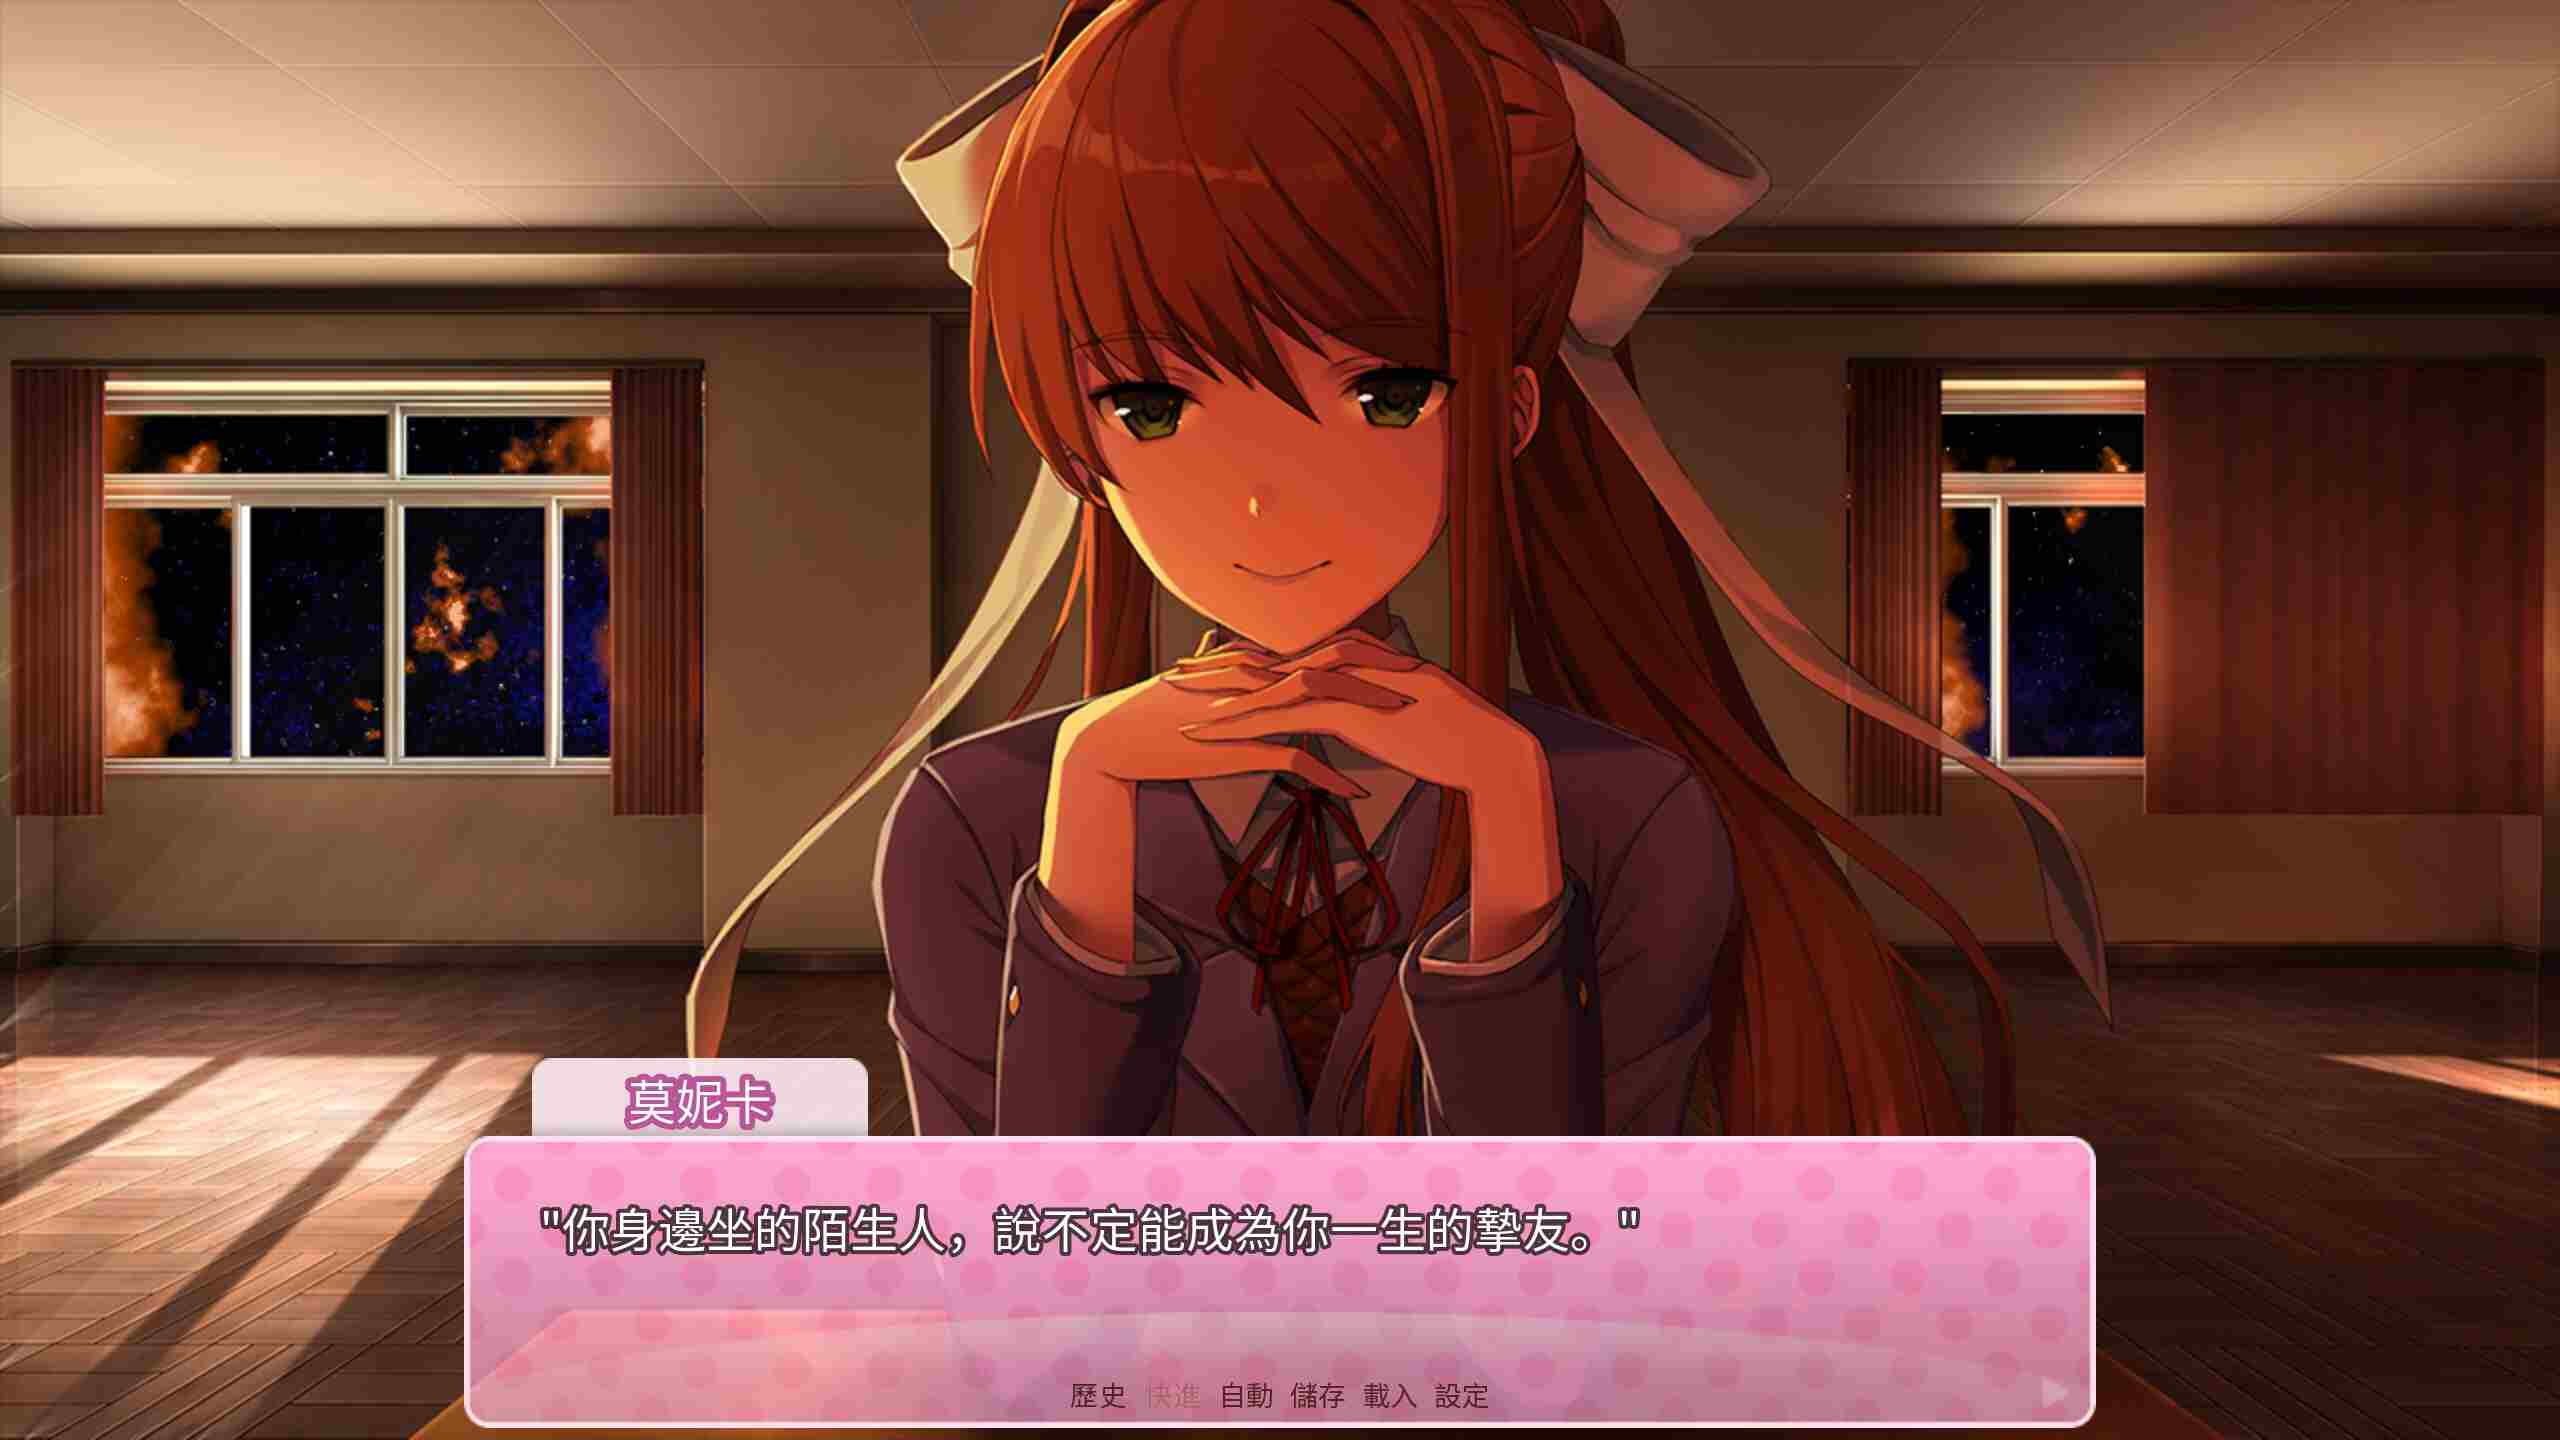 莫妮卡
"你身邊坐的陌生人，說不定能成為你一生的摯友。"
歷史 快進 自動 儲存 載入 設定